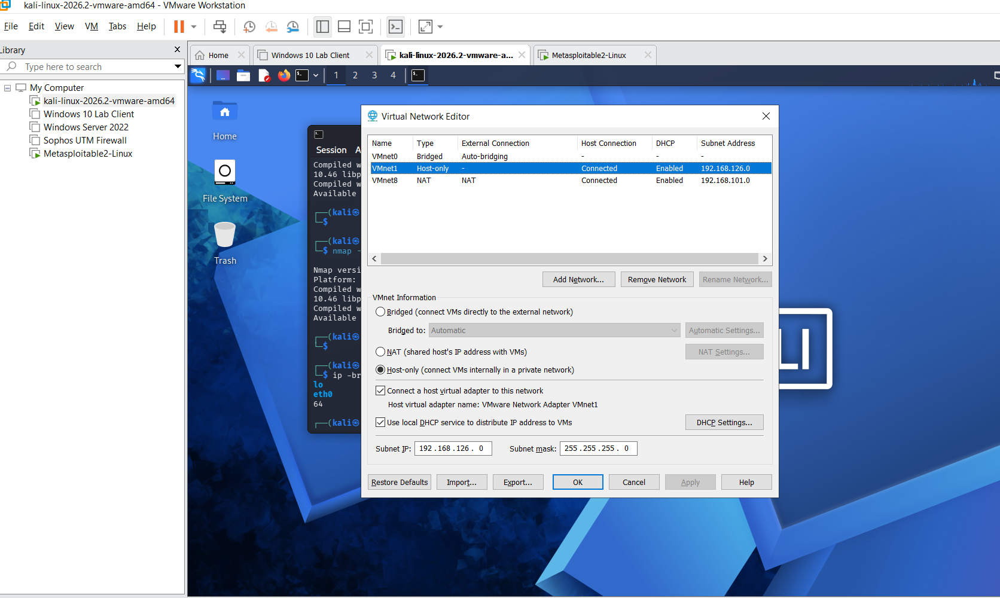 kali-linux-2026.2-vmware-amd64 - VMware Workstation
File Edit View VM Tabs Help
Library
Type here to search
My Computer
kali-linux-2026.2-vmware-amd64
Windows 10 Lab Client
Windows Server 2022
Sophos UTM Firewall
Metasploitable2-Linux
Home
Windows 10 Lab Client
kali-linux-2026.2-vmware-a...
Metasploitable2-Linux
1 2 3 4
Home
File System
Trash
Session A
Compiled w
10.46 libp
Compiled w
Available
┌──(kali㉿
└─$
┌──(kali㉿
└─$ nmap -
Nmap versi
Platform:
Compiled w
10.46 libp
Compiled w
Available
┌──(kali㉿
└─$
┌──(kali㉿
└─$ ip -br
lo
eth0
64
┌──(kali㉿
Virtual Network Editor
Name Type External Connection Host Connection DHCP Subnet Address
VMnet0 Bridged Auto-bridging - - -
VMnet1 Host-only - Connected Enabled 192.168.126.0
VMnet8 NAT NAT Connected Enabled 192.168.101.0
Add Network... Remove Network Rename Network...
VMnet Information
Bridged (connect VMs directly to the external network)
Bridged to: Automatic Automatic Settings...
NAT (shared host's IP address with VMs) NAT Settings...
Host-only (connect VMs internally in a private network)
Connect a host virtual adapter to this network
Host virtual adapter name: VMware Network Adapter VMnet1
Use local DHCP service to distribute IP address to VMs DHCP Settings...
Subnet IP: 192 . 168 . 126 . 0 Subnet mask: 255 . 255 . 255 . 0
Restore Defaults Import... Export... OK Cancel Apply Help
LI